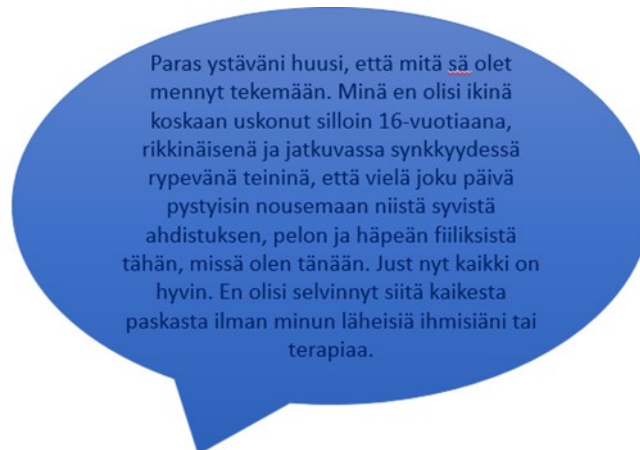 Paras ystäväni huusi, että mitä sä olet
mennyt tekemään. Minä en olisi ikinä
koskaan uskonut silloin 16-vuotiaana,
rikkinäisenä ja jatkuvassa synkkyydessä
rypevänä teininä, että vielä joku päivä
pystyisin nousemaan niistä syvistä
ahdistuksen, pelon ja häpeän fiiliksistä
tähän, missä olen tänään. Just nyt kaikki on
hyvin. En olisi selvinnyt siitä kaikesta
paskasta ilman minun läheisiä ihmisiäni tai
terapiaa.